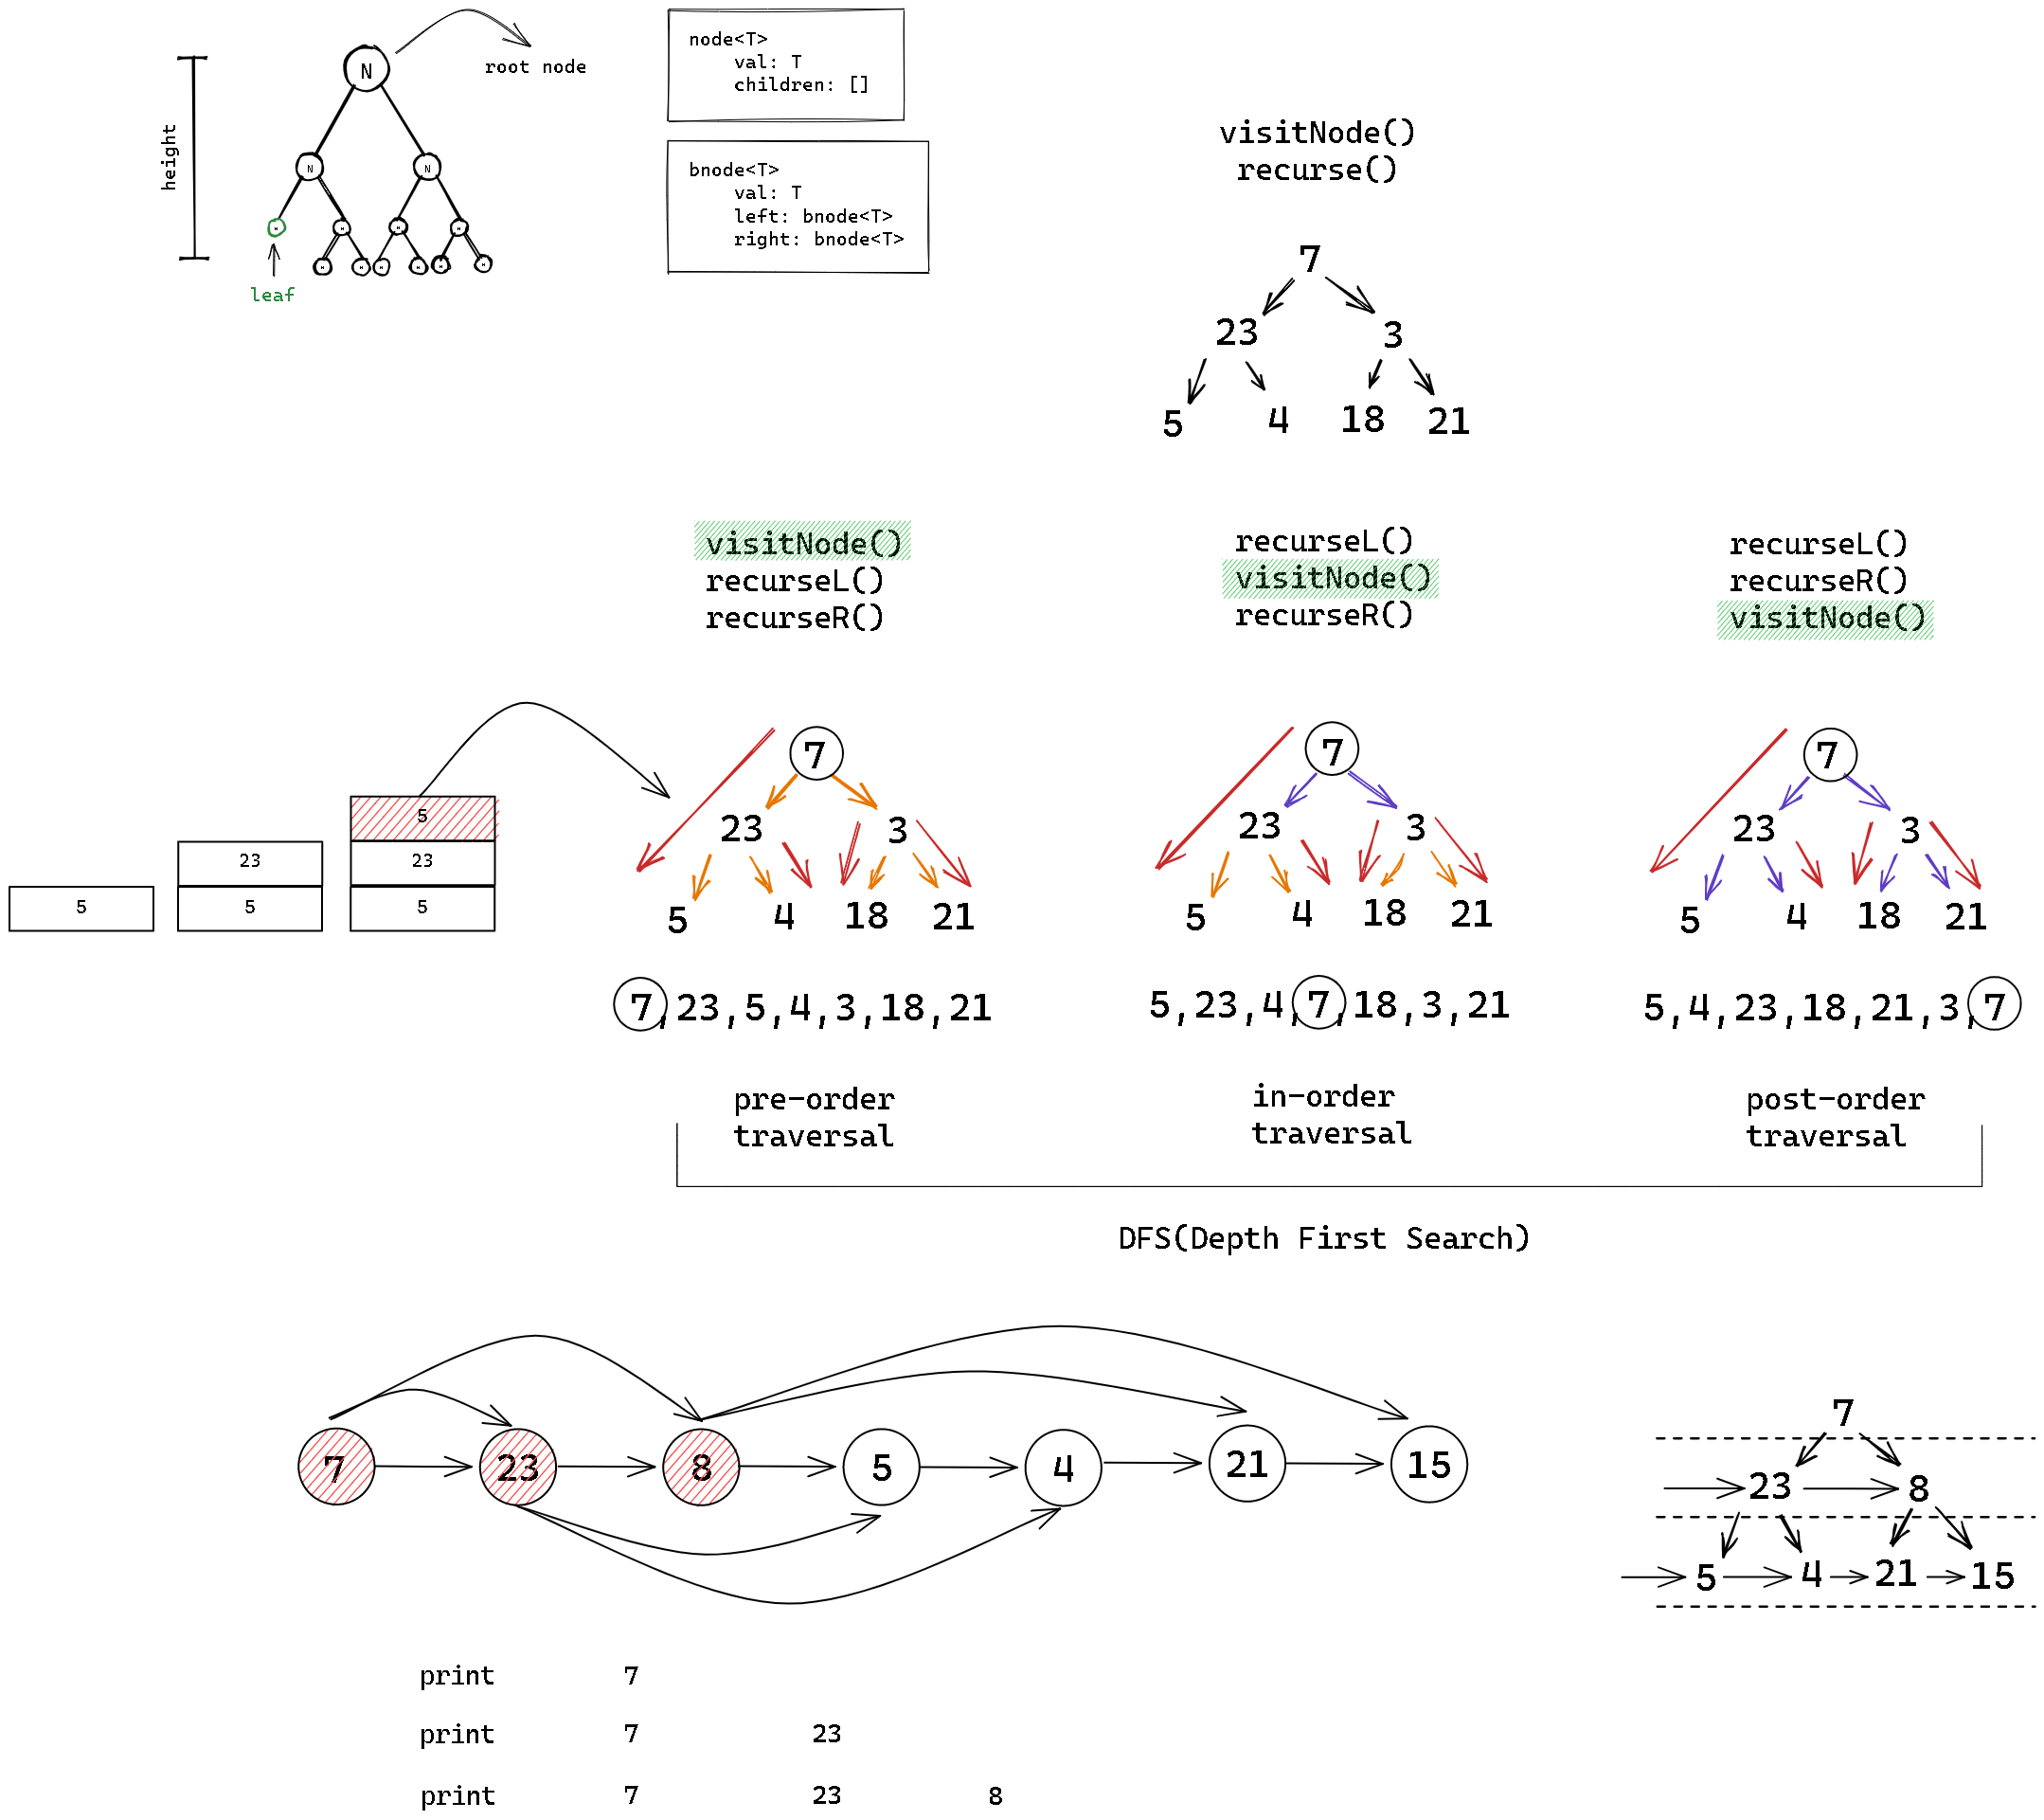 N
root node
height
N
N
leaf
node<T>
val: T
children: []
bnode<T>
val: T
left: bnode<T>
right: bnode<T>
visitNode()
recurse()
7
23 3
5 4 18 21
visitNode()
recurseL()
recurseR()
recurseL()
visitNode()
recurseR()
recurseL()
recurseR()
visitNode()
5
23
5
5
23
5
7
23 3
5 4 18 21
7,23,5,4,3,18,21
pre-order
traversal
7
23 3
5 4 18 21
5,23,4,7,18,3,21
in-order
traversal
7
23 3
5 4 18 21
5,4,23,18,21,3,7
post-order
traversal
DFS(Depth First Search)
7 23 8 5 4 21 15
7
23 8
5 4 21 15
print 7
print 7 23
print 7 23 8